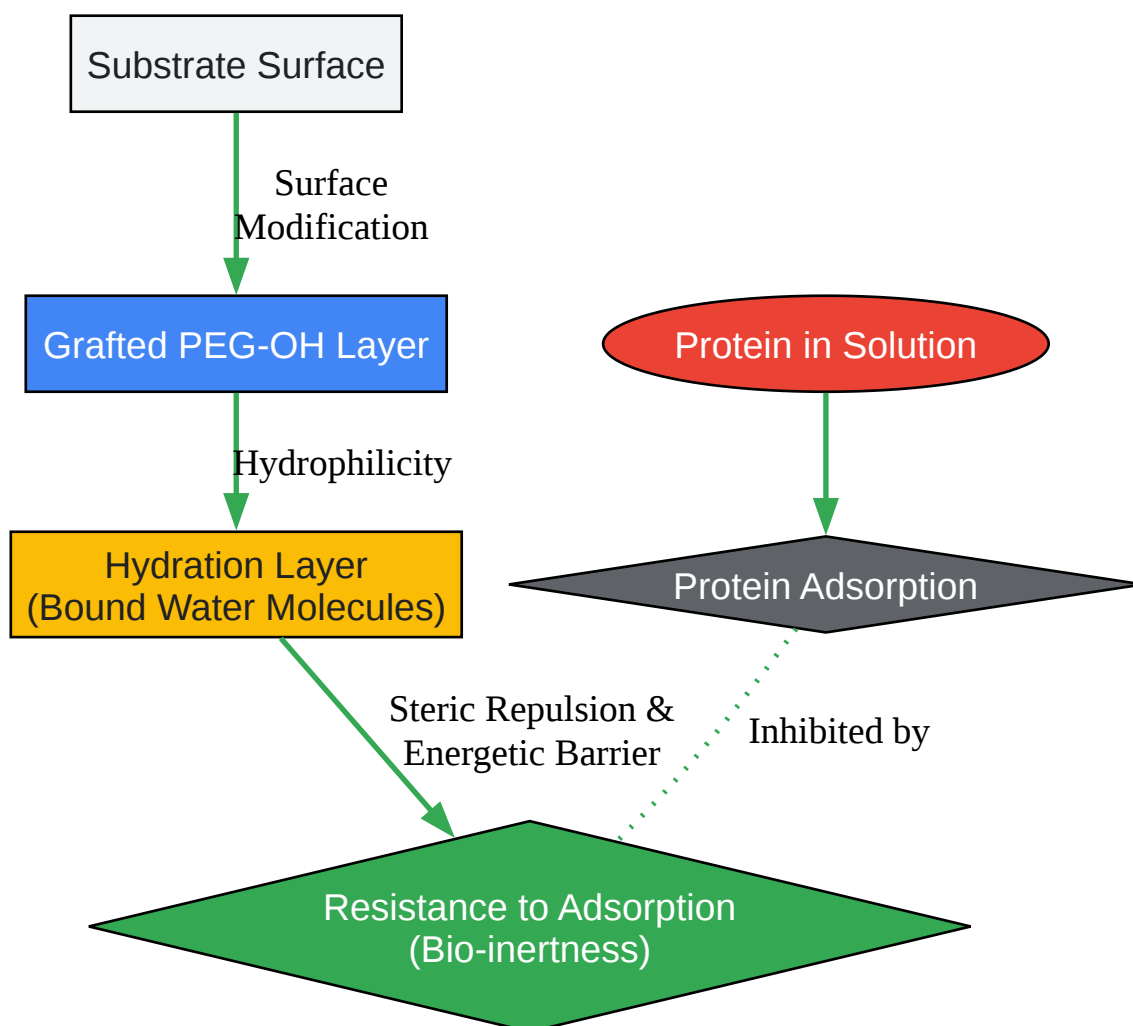 Substrate Surface
Surface
Modification
Grafted PEG-OH Layer
Protein in Solution
Hydrophilicity
Hydration Layer
(Bound Water Molecules)
Protein Adsorption
Steric Repulsion &
Energetic Barrier
Inhibited by
Resistance to Adsorption
(Bio-inertness)